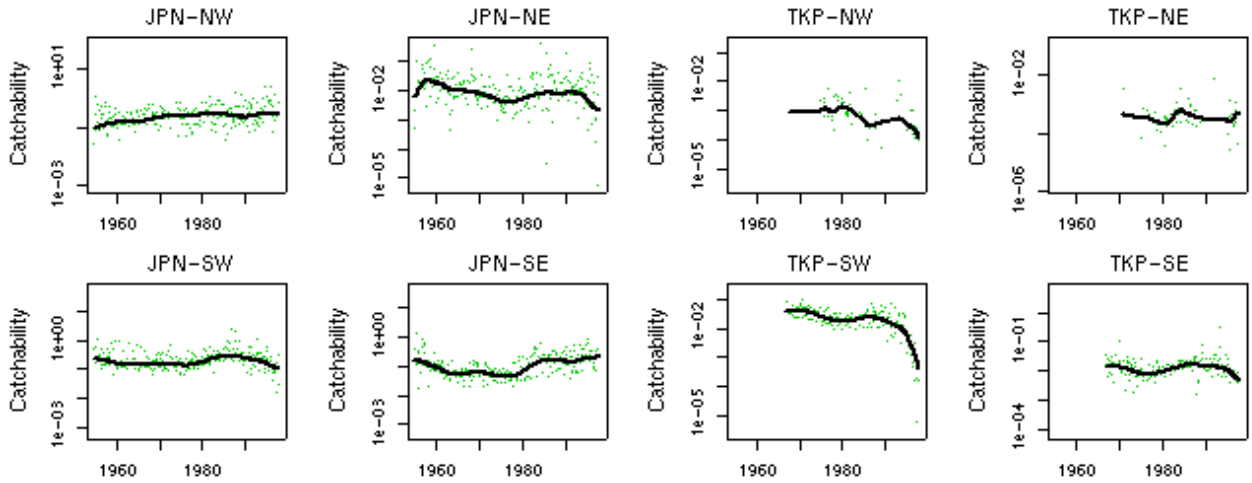 JPN-NW
JPN-NE
TKP-NW
TKP-NE
Catchability
1e+01
1e-03
1960
1980
Catchability
1e-02
1e-05
1960
1980
Catchability
1e-02
1e-05
1960
1980
Catchability
1e-02
1e-06
1960
1980
JPN-SW
JPN-SE
TKP-SW
TKP-SE
Catchability
1e+00
1e-03
1960
1980
Catchability
1e+00
1e-03
1960
1980
Catchability
1e-02
1e-05
1960
1980
Catchability
1e-01
1e-04
1960
1980